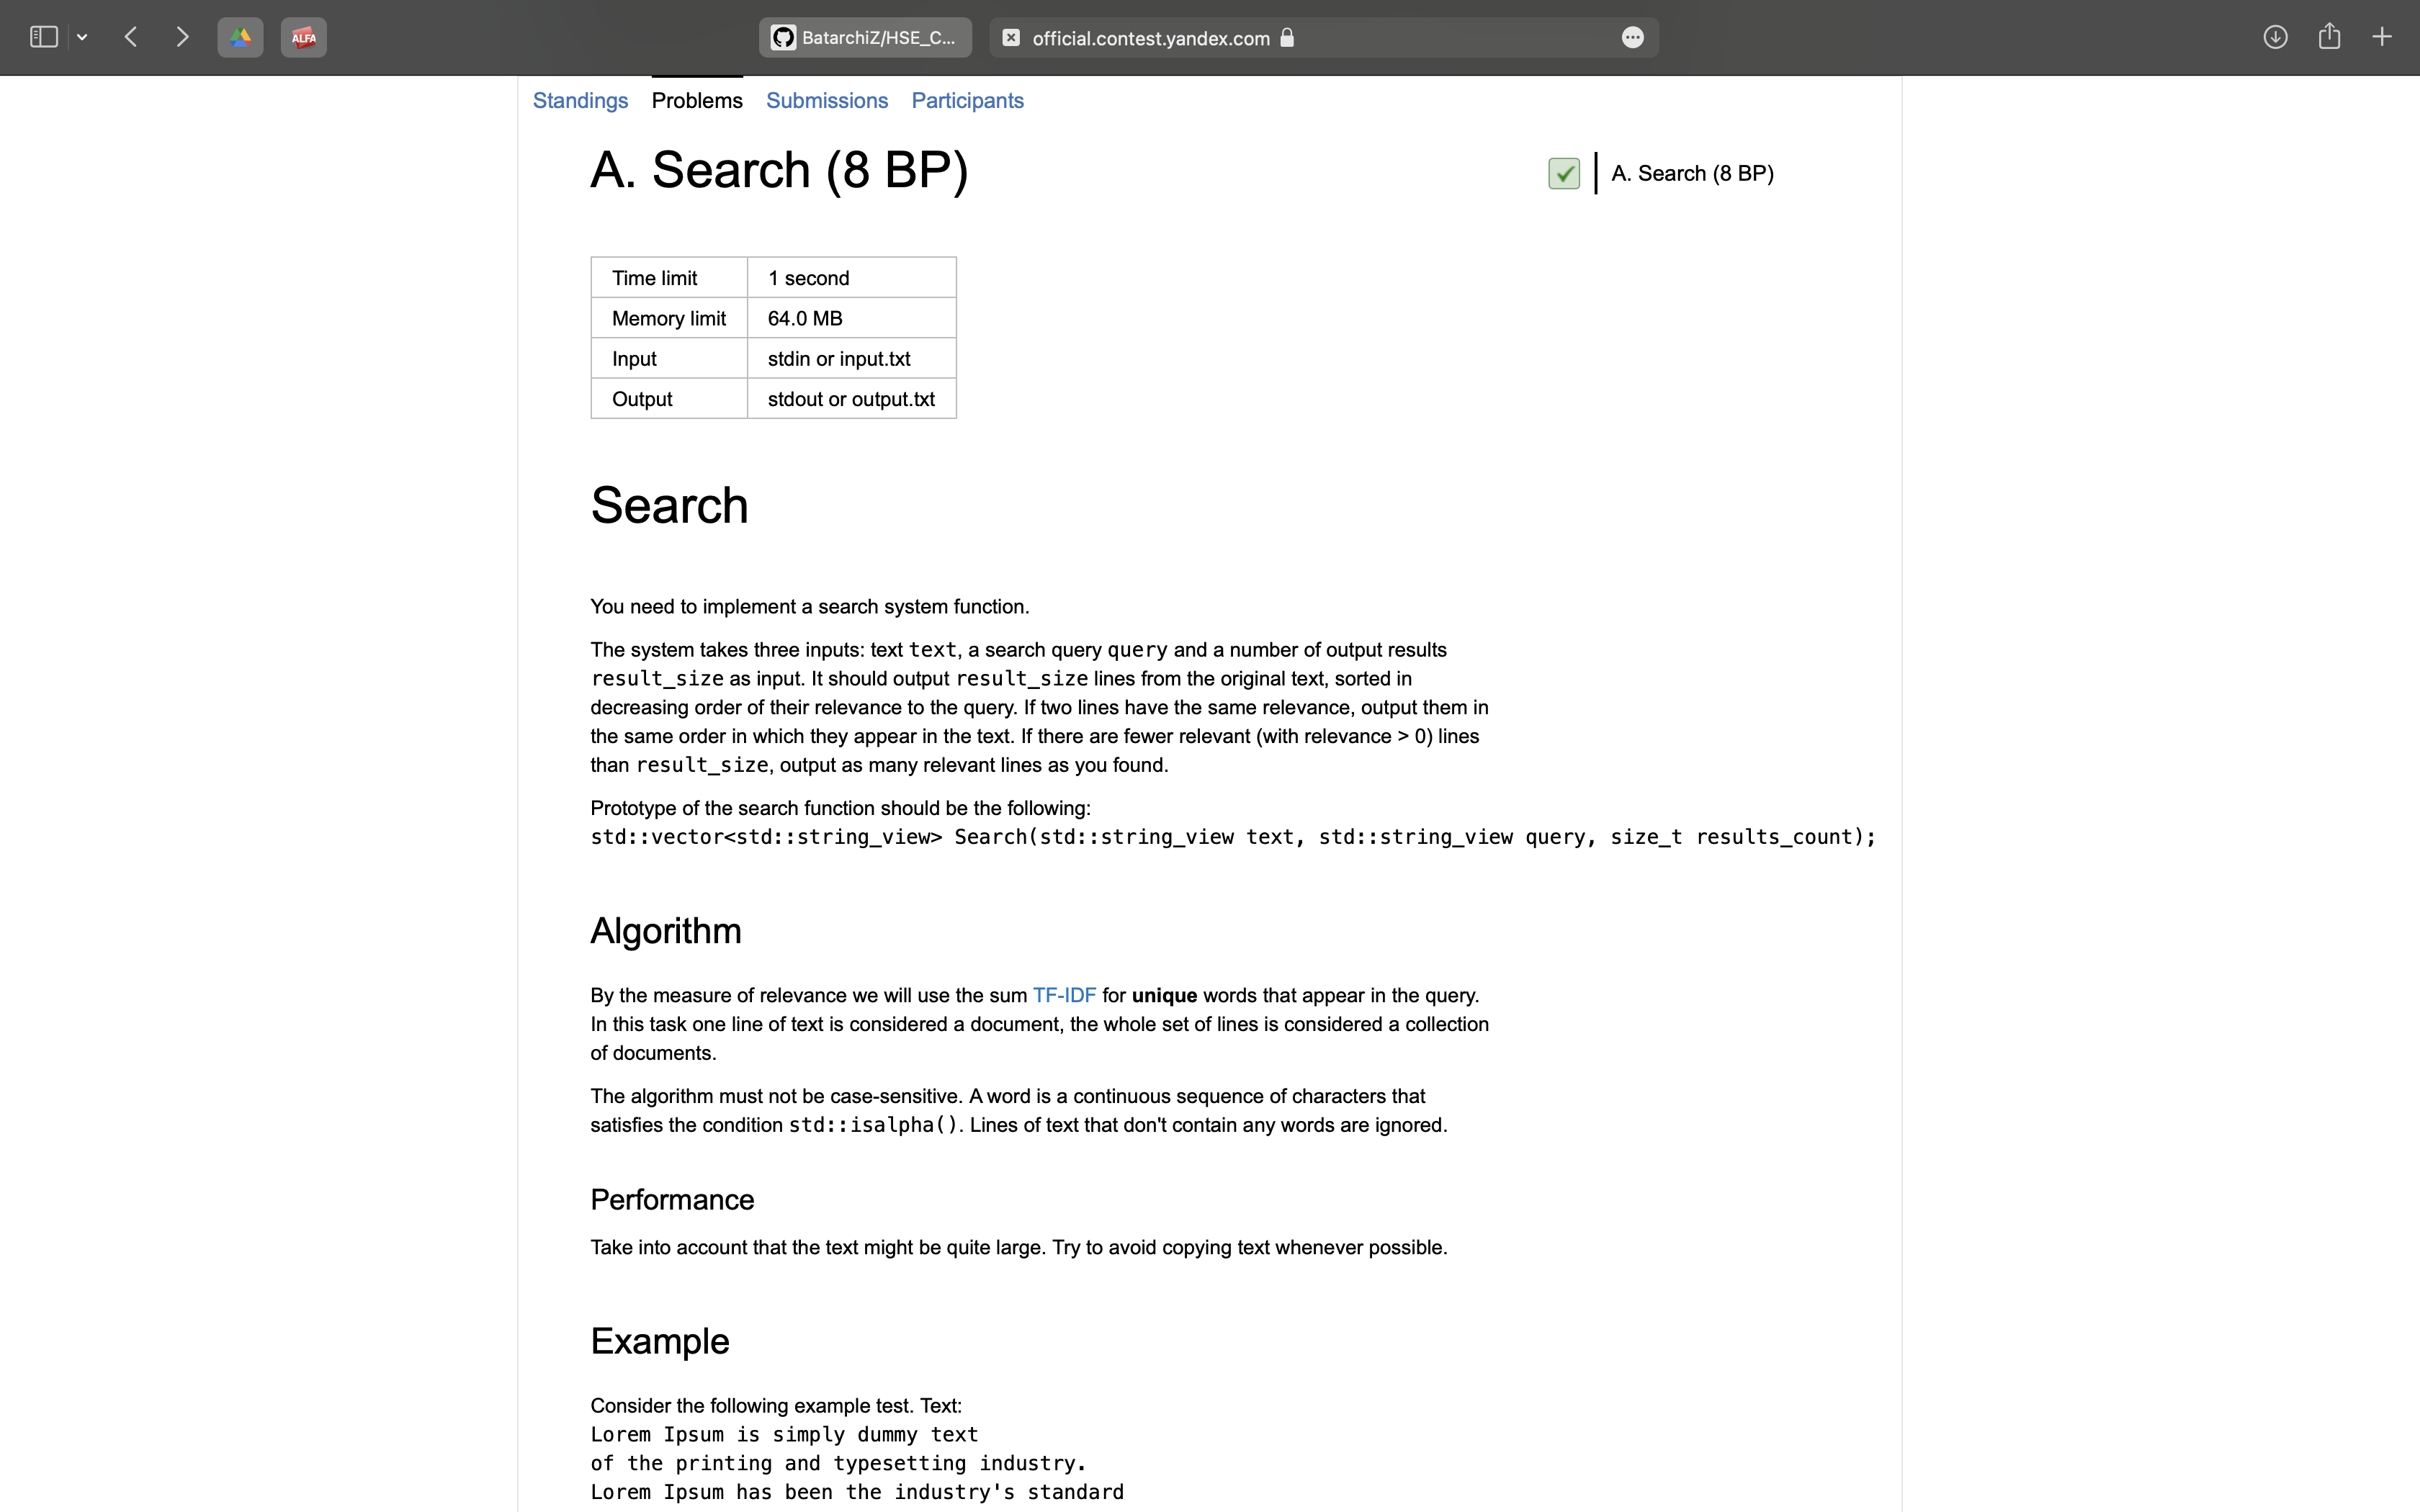 ALFA
BatarchiZ/HSE_C...
official.contest.yandex.com
Standings Problems Submissions Participants
A. Search (8 BP)
A. Search (8 BP)
Time limit 1 second
Memory limit 64.0 MB
Input stdin or input.txt
Output stdout or output.txt
Search
You need to implement a search system function.
The system takes three inputs: text text, a search query query and a number of output results
result_size as input. It should output result_size lines from the original text, sorted in
decreasing order of their relevance to the query. If two lines have the same relevance, output them in
the same order in which they appear in the text. If there are fewer relevant (with relevance > 0) lines
than result_size, output as many relevant lines as you found.
Prototype of the search function should be the following:
std::vector<std::string_view> Search(std::string_view text, std::string_view query, size_t results_count);
Algorithm
By the measure of relevance we will use the sum TF-IDF for unique words that appear in the query.
In this task one line of text is considered a document, the whole set of lines is considered a collection
of documents.
The algorithm must not be case-sensitive. A word is a continuous sequence of characters that
satisfies the condition std::isalpha(). Lines of text that don't contain any words are ignored.
Performance
Take into account that the text might be quite large. Try to avoid copying text whenever possible.
Example
Consider the following example test. Text:
Lorem Ipsum is simply dummy text
of the printing and typesetting industry.
Lorem Ipsum has been the industry's standard